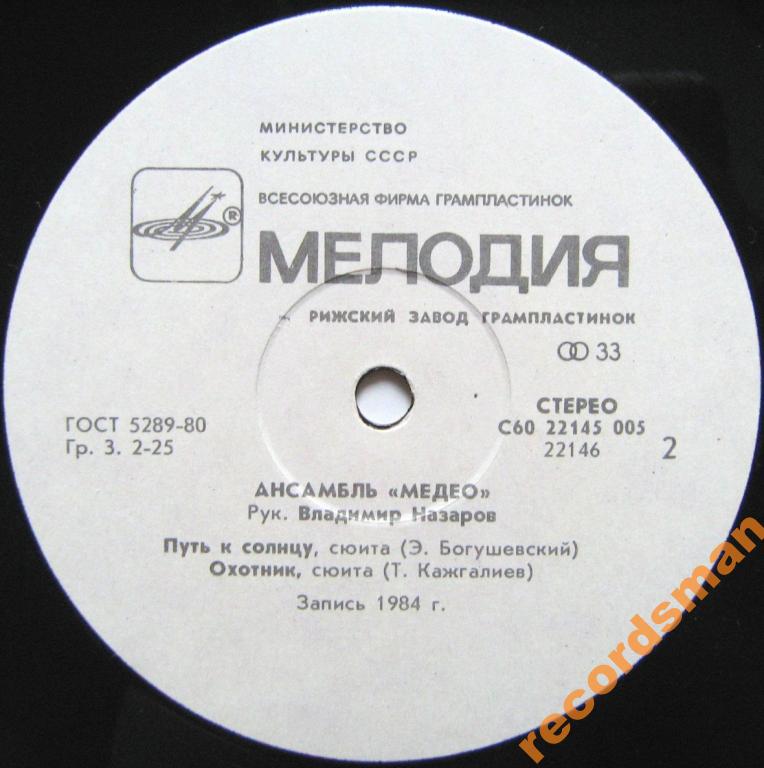 МИНИСТЕРСТВО
КУЛЬТУРЫ СССР
ВСЕСОЮЗНАЯ ФИРМА ГРАМПЛАСТИНОК
®
МЕЛОДИЯ
РИЖСКИЙ ЗАВОД ГРАМПЛАСТИНОК
33
ГОСТ 5289-80
Гр. 3. 2-25
СТЕРЕО
С60 22145 005
22146
2
АНСАМБЛЬ «МЕДЕО»
Рук. Владимир Назаров
Путь к солнцу, сюита (Э. Богушевский)
Охотник, сюита (Т. Кажгалиев)
Запись 1984 г.
recordsman